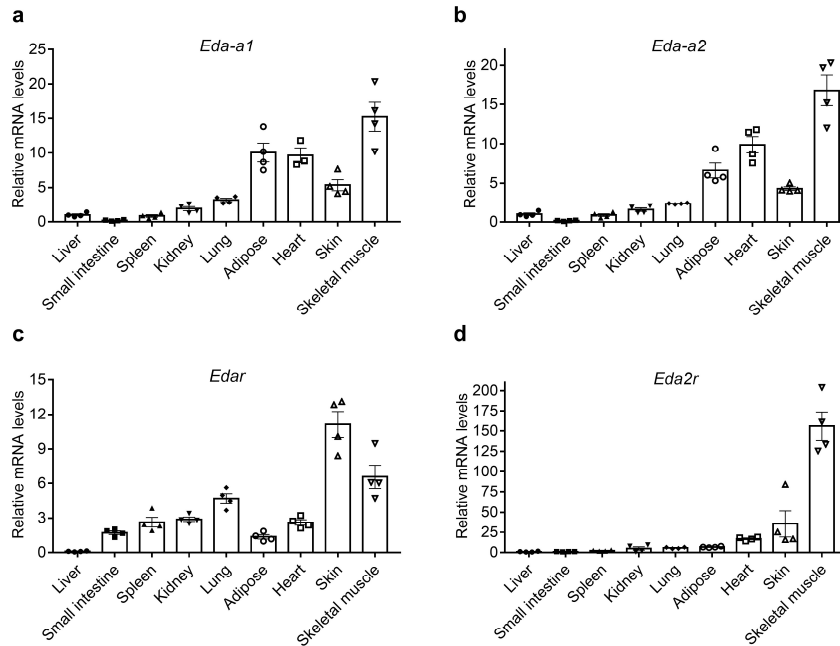 a
Eda-a1
Relative mRNA levels
25
20
15
10
5
0
Liver
Small intestine
Spleen
Kidney
Lung
Adipose
Heart
Skin
Skeletal muscle
b
Eda-a2
Relative mRNA levels
20
15
10
5
0
Liver
Small intestine
Spleen
Kidney
Lung
Adipose
Heart
Skin
Skeletal muscle
c
Edar
Relative mRNA levels
15
12
9
6
3
0
Liver
Small intestine
Spleen
Kidney
Lung
Adipose
Heart
Skin
Skeletal muscle
d
Eda2r
Relative mRNA levels
200
175
150
125
100
75
50
25
0
Liver
Small intestine
Spleen
Kidney
Lung
Adipose
Heart
Skin
Skeletal muscle